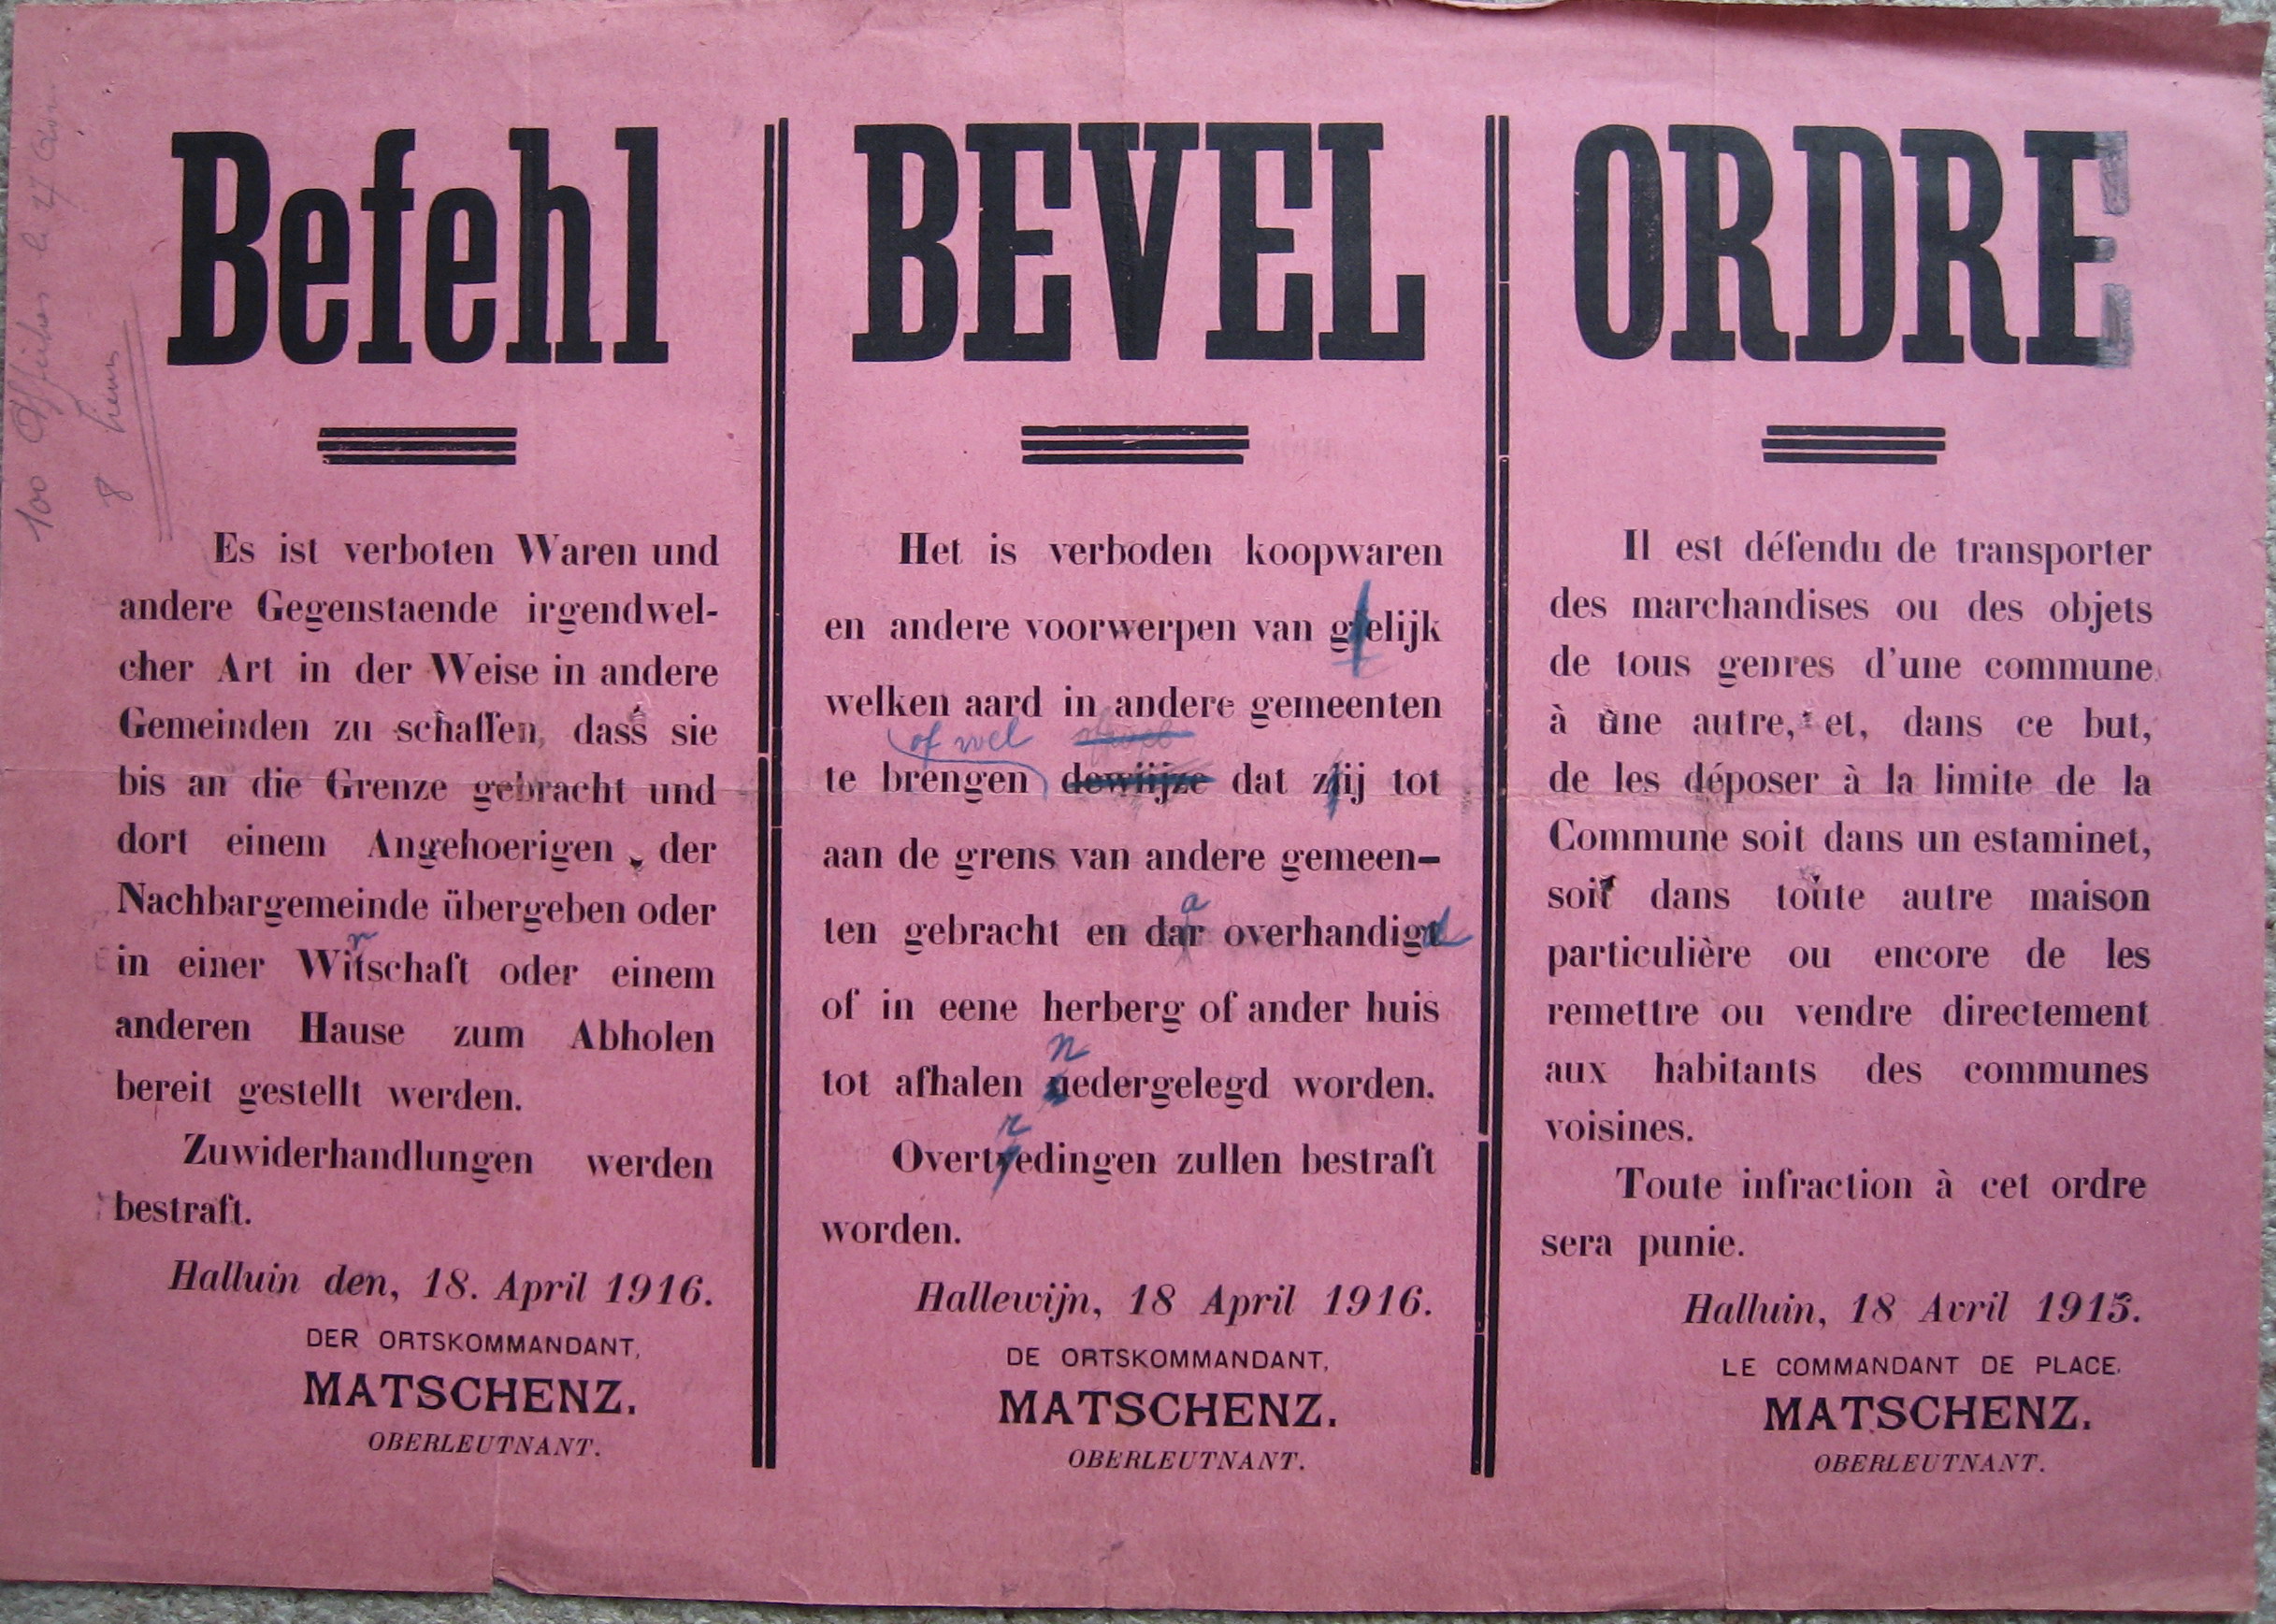 100 Affiches le 27
8 heures
Befehl
Es ist verboten Waren und
andere Gegenstaende irgendwel-
cher Art in der Weise in andere
Gemeinden zu schaffen, dass sie
bis an die Grenze gebracht und
dort einem Angehoerigen der
Nachbargemeinde übergeben oder
r
in einer Witschaft oder einem
anderen Hause zum Abholen
bereit gestellt werden.
Zuwiderhandlungen werden
bestraft.
Halluin den, 18. April 1916.
DER ORTSKOMMANDANT,
MATSCHENZ.
OBERLEUTNANT.
BEVEL
Het is verboden koopwaren
en andere voorwerpen van gelijk
welken aard in andere gemeenten
of wel
te brengen dewiijze dat zij tot
aan de grens van andere gemeen-
a
ten gebracht en dar overhandigd
of in eene herberg of ander huis
n
tot afhalen nedergelegd worden.
r
Overtredingen zullen bestraft
worden.
Hallewijn, 18 April 1916.
DE ORTSKOMMANDANT,
MATSCHENZ.
OBERLEUTNANT.
ORDRE
Il est défendu de transporter
des marchandises ou des objets
de tous genres d'une commune
à une autre, et, dans ce but,
de les déposer à la limite de la
Commune soit dans un estaminet,
soit dans toute autre maison
particulière ou encore de les
remettre ou vendre directement
aux habitants des communes
voisines.
Toute infraction à cet ordre
sera punie.
Halluin, 18 Avril 1915.
LE COMMANDANT DE PLACE.
MATSCHENZ.
OBERLEUTNANT.